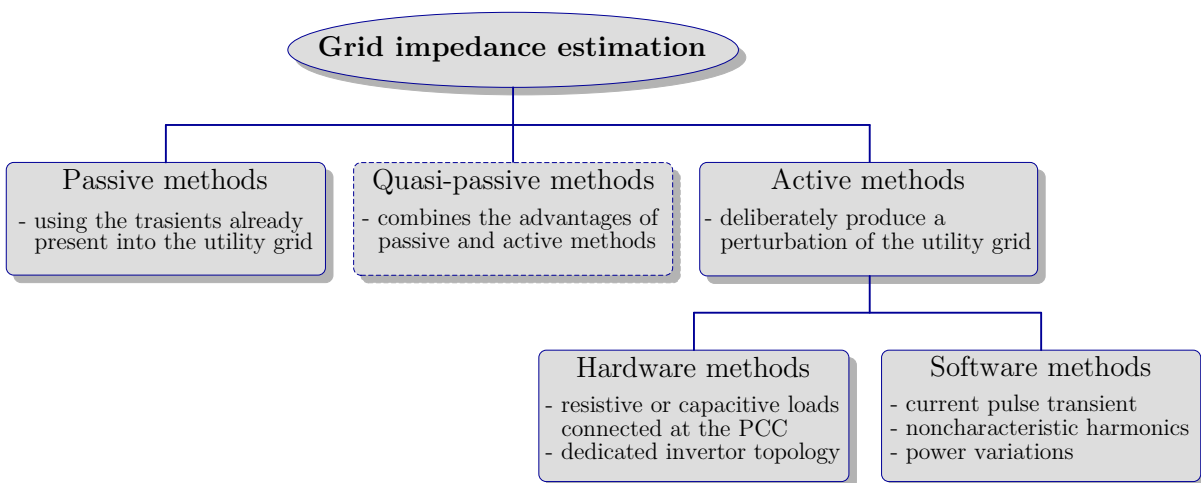 Grid impedance estimation
Passive methods
- using the trasients already
present into the utility grid
Quasi-passive methods
- combines the advantages of
passive and active methods
Active methods
- deliberately produce a
perturbation of the utility grid
Hardware methods
- resistive or capacitive loads
connected at the PCC
- dedicated invertor topology
Software methods
- current pulse transient
- noncharacteristic harmonics
- power variations